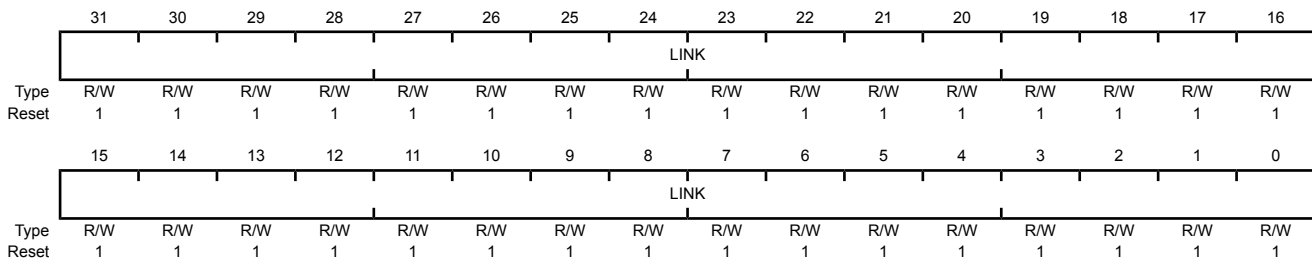 31 30 29 28 27 26 25 24 23 22 21 20 19 18 17 16
LINK
Type R/W R/W R/W R/W R/W R/W R/W R/W R/W R/W R/W R/W R/W R/W R/W R/W
Reset 1 1 1 1 1 1 1 1 1 1 1 1 1 1 1 1
15 14 13 12 11 10 9 8 7 6 5 4 3 2 1 0
LINK
Type R/W R/W R/W R/W R/W R/W R/W R/W R/W R/W R/W R/W R/W R/W R/W R/W
Reset 1 1 1 1 1 1 1 1 1 1 1 1 1 1 1 1